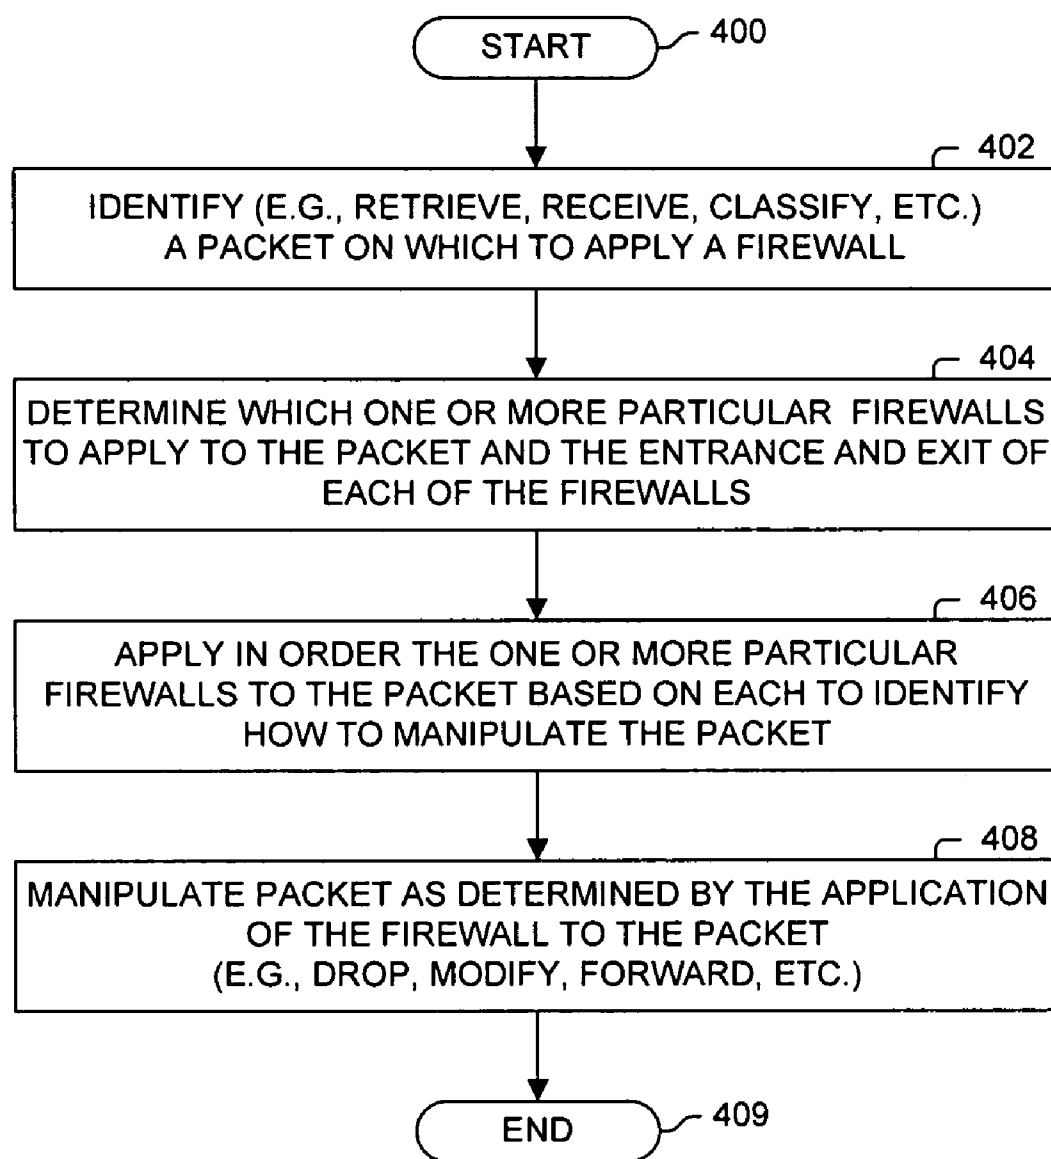 START
400
402
IDENTIFY (E.G., RETRIEVE, RECEIVE, CLASSIFY, ETC.)
A PACKET ON WHICH TO APPLY A FIREWALL
404
DETERMINE WHICH ONE OR MORE PARTICULAR FIREWALLS
TO APPLY TO THE PACKET AND THE ENTRANCE AND EXIT OF
EACH OF THE FIREWALLS
406
APPLY IN ORDER THE ONE OR MORE PARTICULAR
FIREWALLS TO THE PACKET BASED ON EACH TO IDENTIFY
HOW TO MANIPULATE THE PACKET
408
MANIPULATE PACKET AS DETERMINED BY THE APPLICATION
OF THE FIREWALL TO THE PACKET
(E.G., DROP, MODIFY, FORWARD, ETC.)
END
409